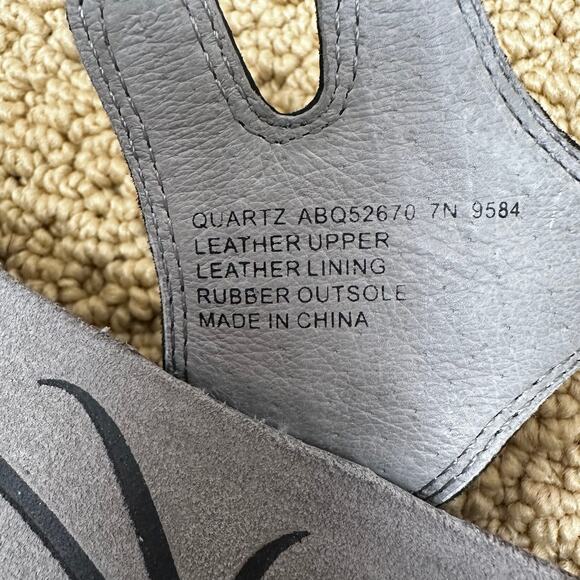 QUARTZ ABQ52670 7N 9584
LEATHER UPPER
LEATHER LINING
RUBBER OUTSOLE
MADE IN CHINA